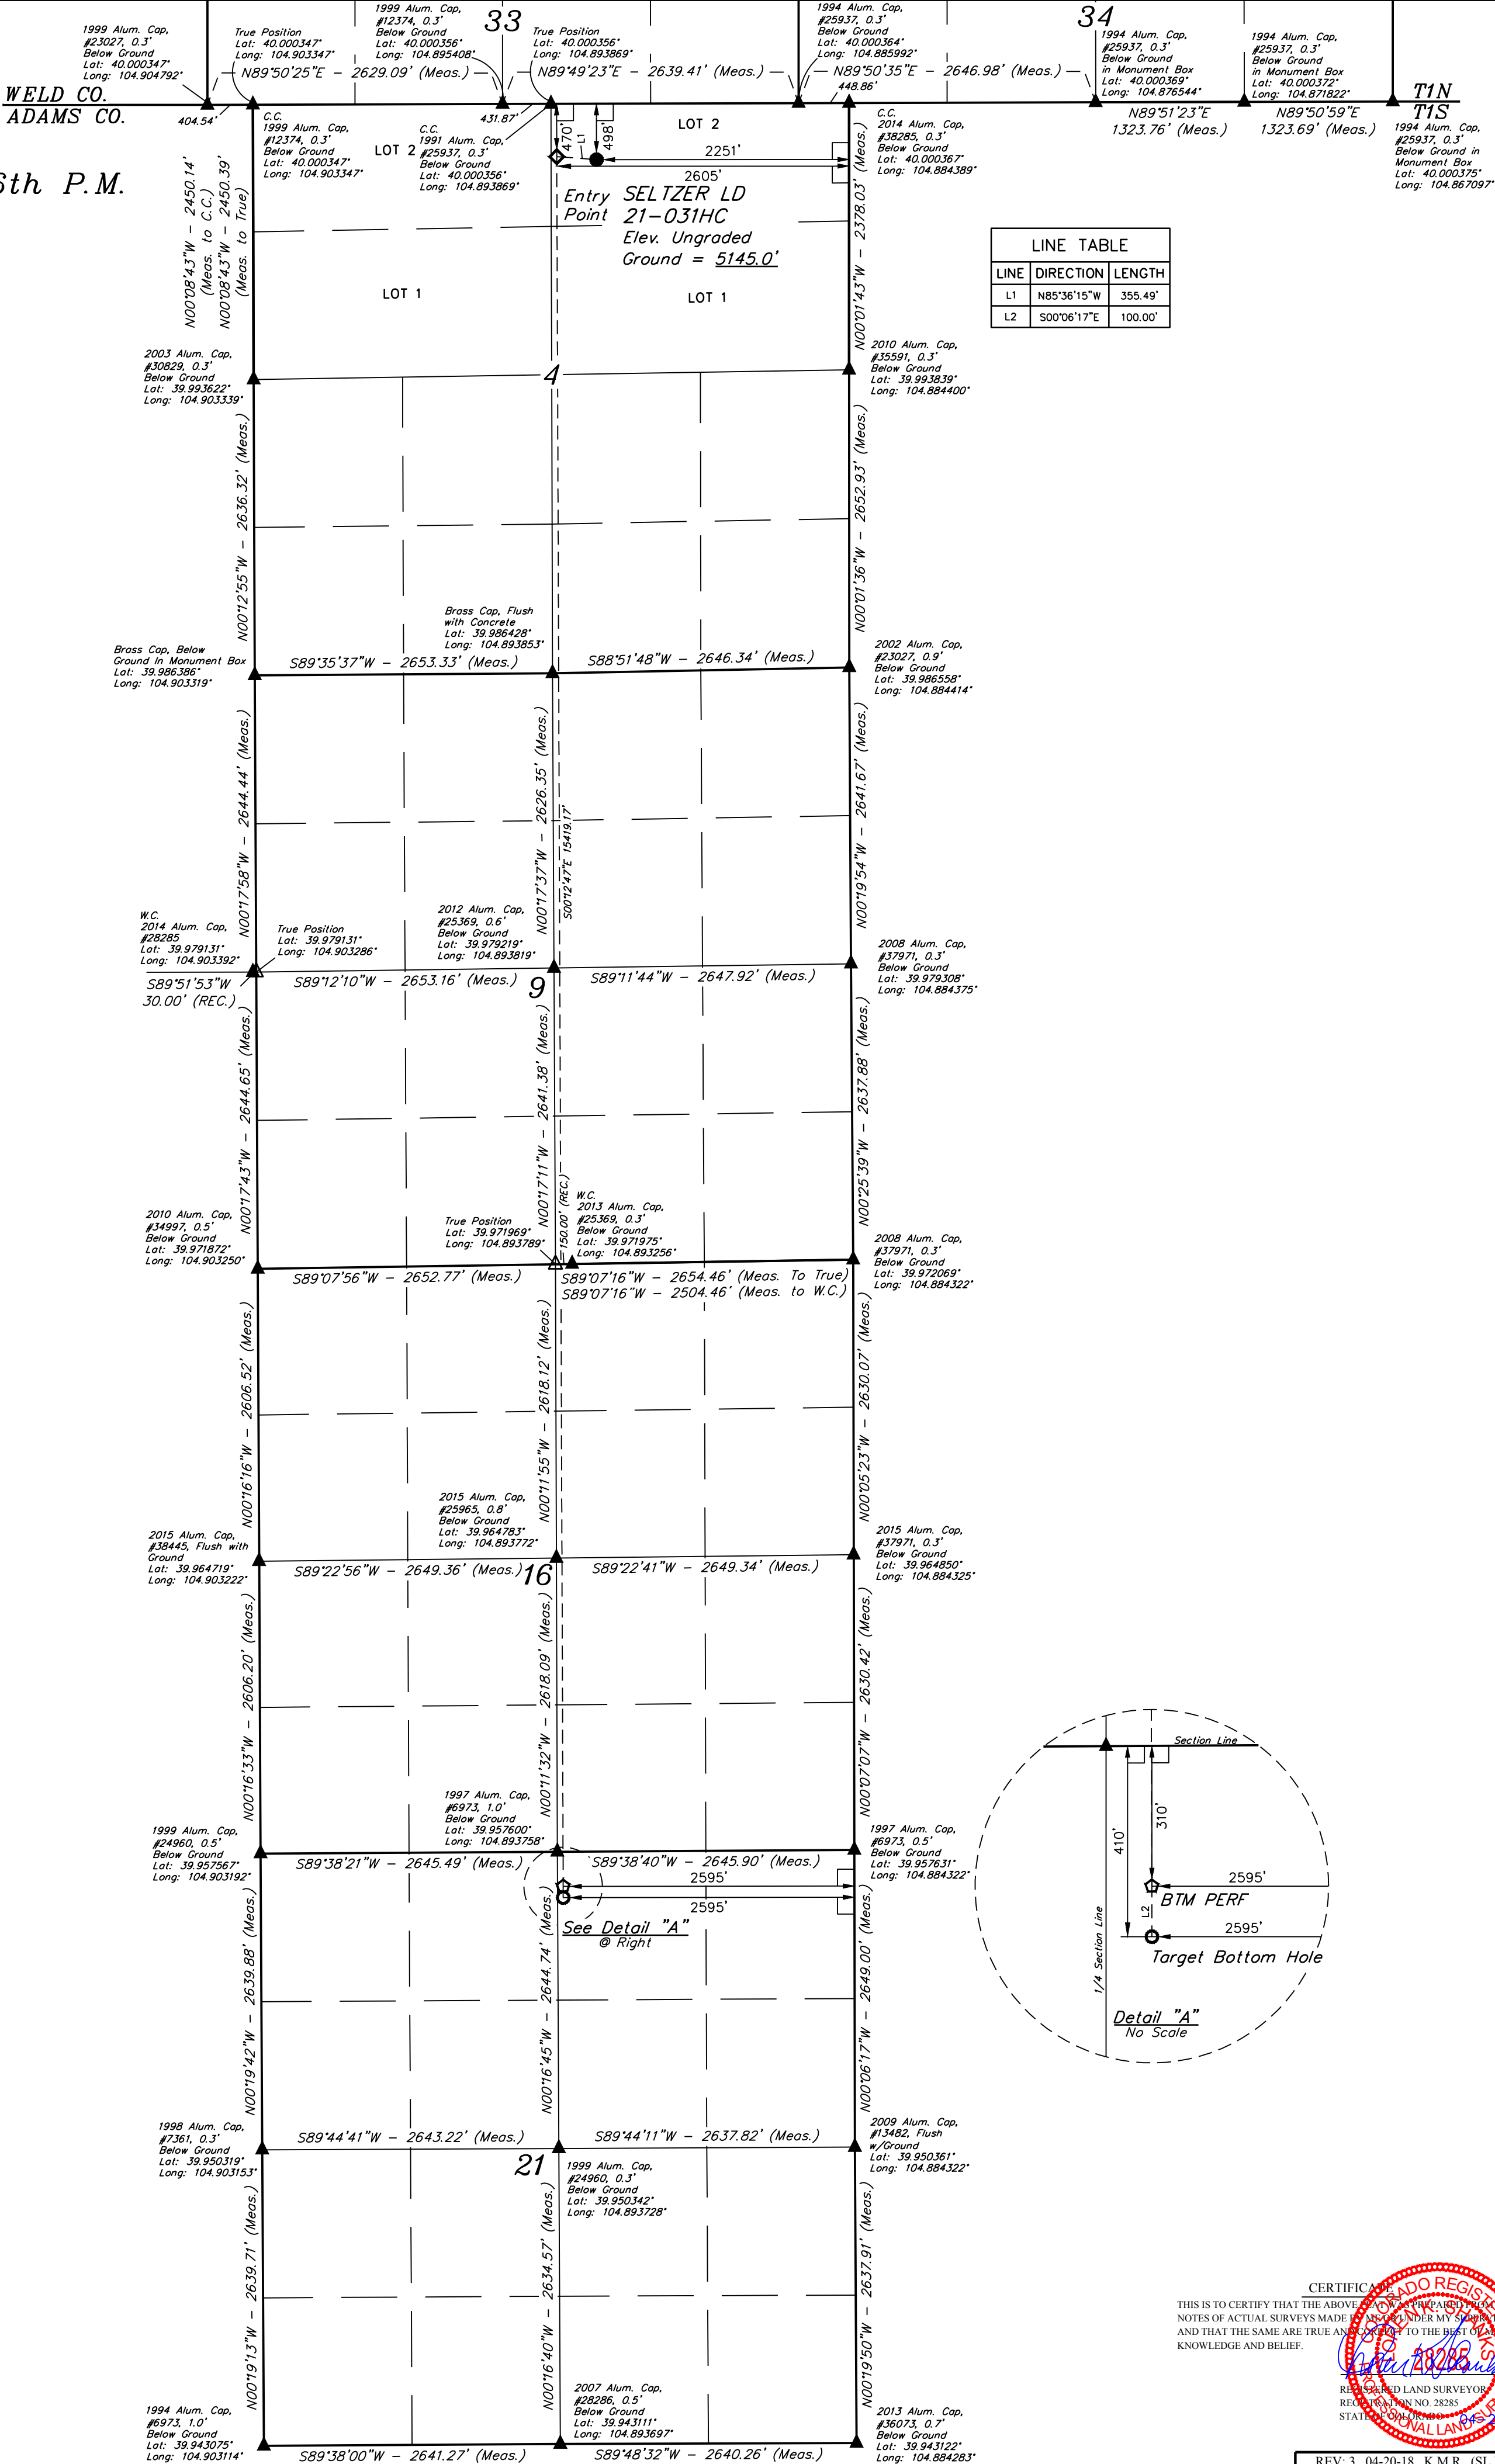 33
34
1999 Alum. Cap,
#23027, 0.3'
Below Ground
Lat: 40.000347°
Long: 104.904792°
True Position
Lat: 40.000347°
Long: 104.903347°
1999 Alum. Cap,
#12374, 0.3'
Below Ground
Lat: 40.000356°
Long: 104.895408°
True Position
Lat: 40.000356°
Long: 104.893869°
1994 Alum. Cap,
#25937, 0.3'
Below Ground
Lat: 40.000364°
Long: 104.885992°
1994 Alum. Cap,
#25937, 0.3'
Below Ground
in Monument Box
Lat: 40.000369°
Long: 104.876544°
1994 Alum. Cap,
#25937, 0.3'
Below Ground
in Monument Box
Lat: 40.000372°
Long: 104.871822°
N89°50'25"E - 2629.09' (Meas.)
N89°49'23"E - 2639.41' (Meas.)
N89°50'35"E - 2646.98' (Meas.)
448.86'
WELD CO.
ADAMS CO.
T1N
T1S
404.54'
431.87'
N89°51'23"E
1323.76' (Meas.)
N89°50'59"E
1323.69' (Meas.)
1994 Alum. Cap,
#25937, 0.3'
Below Ground in
Monument Box
Lat: 40.000375°
Long: 104.867097°
C.C.
1999 Alum. Cap,
#12374, 0.3'
Below Ground
Lat: 40.000347°
Long: 104.903347°
LOT 2
C.C.
1991 Alum. Cap,
#25937, 0.3'
Below Ground
Lat: 40.000356°
Long: 104.893869°
LOT 2
470'
L1
498'
2251'
2605'
C.C.
2014 Alum. Cap,
#38285, 0.3'
Below Ground
Lat: 40.000367°
Long: 104.884389°
6th P.M.
N00°08'43"W - 2450.14'
(Meas. to C.C.)
N00°08'43"W - 2450.39'
(Meas. to True)
Entry
Point
SELTZER LD
21-031HC
Elev. Ungraded
Ground = 5145.0'
N00°01'43"W - 2378.03' (Meas.)
LOT 1
LOT 1
LINE TABLE
LINE DIRECTION LENGTH
L1 N85°36'15"W 355.49'
L2 S00°06'17"E 100.00'
2003 Alum. Cap,
#30829, 0.3'
Below Ground
Lat: 39.993622°
Long: 104.903339°
4
2010 Alum. Cap,
#35591, 0.3'
Below Ground
Lat: 39.993839°
Long: 104.884400°
N00°12'55"W - 2636.32' (Meas.)
N00°01'36"W - 2652.93' (Meas.)
Brass Cap, Flush
with Concrete
Lat: 39.986428°
Long: 104.893853°
Brass Cap, Below
Ground In Monument Box
Lat: 39.986386°
Long: 104.903319°
S89°35'37"W - 2653.33' (Meas.)
S88°51'48"W - 2646.34' (Meas.)
2002 Alum. Cap,
#23027, 0.9'
Below Ground
Lat: 39.986558°
Long: 104.884414°
N00°17'58"W - 2644.44' (Meas.)
N00°17'37"W - 2626.35' (Meas.)
S00°12'47"E 15419.17'
N00°19'54"W - 2641.67' (Meas.)
W.C.
2014 Alum. Cap,
#28285
Lat: 39.979131°
Long: 104.903392°
True Position
Lat: 39.979131°
Long: 104.903286°
2012 Alum. Cap,
#25369, 0.6'
Below Ground
Lat: 39.979219°
Long: 104.893819°
2008 Alum. Cap,
#37971, 0.3'
Below Ground
Lat: 39.979308°
Long: 104.884375°
S89°51'53"W
30.00' (REC.)
S89°12'10"W - 2653.16' (Meas.)
9
S89°11'44"W - 2647.92' (Meas.)
N00°17'43"W - 2644.65' (Meas.)
N00°17'11"W - 2641.38' (Meas.)
150.00' (REC.)
N00°25'39"W - 2637.88' (Meas.)
2010 Alum. Cap,
#34997, 0.5'
Below Ground
Lat: 39.971872°
Long: 104.903250°
True Position
Lat: 39.971969°
Long: 104.893789°
W.C.
2013 Alum. Cap,
#25369, 0.3'
Below Ground
Lat: 39.971975°
Long: 104.893256°
2008 Alum. Cap,
#37971, 0.3'
Below Ground
Lat: 39.972069°
Long: 104.884322°
S89°07'56"W - 2652.77' (Meas.)
S89°07'16"W - 2654.46' (Meas. To True)
S89°07'16"W - 2504.46' (Meas. to W.C.)
N00°16'16"W - 2606.52' (Meas.)
N00°11'55"W - 2618.12' (Meas.)
N00°05'23"W - 2630.07' (Meas.)
2015 Alum. Cap,
#38445, Flush with
Ground
Lat: 39.964719°
Long: 104.903222°
2015 Alum. Cap,
#25965, 0.8'
Below Ground
Lat: 39.964783°
Long: 104.893772°
2015 Alum. Cap,
#37971, 0.3'
Below Ground
Lat: 39.964850°
Long: 104.884325°
S89°22'56"W - 2649.36' (Meas.)
16
S89°22'41"W - 2649.34' (Meas.)
N00°16'33"W - 2606.20' (Meas.)
N00°11'32"W - 2618.09' (Meas.)
N00°07'07"W - 2630.42' (Meas.)
1999 Alum. Cap,
#24960, 0.5'
Below Ground
Lat: 39.957567°
Long: 104.903192°
1997 Alum. Cap,
#6973, 1.0'
Below Ground
Lat: 39.957600°
Long: 104.893758°
1997 Alum. Cap,
#6973, 0.5'
Below Ground
Lat: 39.957631°
Long: 104.884322°
S89°38'21"W - 2645.49' (Meas.)
S89°38'40"W - 2645.90' (Meas.)
2595'
2595'
See Detail "A"
@ Right
Section Line
410'
310'
2595'
BTM PERF
L2
2595'
Target Bottom Hole
1/4 Section Line
Detail "A"
No Scale
N00°19'42"W - 2639.88' (Meas.)
N00°16'45"W - 2644.74' (Meas.)
N00°06'17"W - 2649.00' (Meas.)
1998 Alum. Cap,
#7361, 0.3'
Below Ground
Lat: 39.950319°
Long: 104.903153°
S89°44'41"W - 2643.22' (Meas.)
S89°44'11"W - 2637.82' (Meas.)
2009 Alum. Cap,
#13482, Flush
w/Ground
Lat: 39.950361°
Long: 104.884322°
21
1999 Alum. Cap,
#24960, 0.3'
Below Ground
Lat: 39.950342°
Long: 104.893728°
N00°19'13"W - 2639.71' (Meas.)
N00°16'40"W - 2634.57' (Meas.)
N00°19'50"W - 2637.91' (Meas.)
1994 Alum. Cap,
#6973, 1.0'
Below Ground
Lat: 39.943075°
Long: 104.903114°
2007 Alum. Cap,
#28286, 0.5'
Below Ground
Lat: 39.943111°
Long: 104.893697°
2013 Alum. Cap,
#36073, 0.7'
Below Ground
Lat: 39.943122°
Long: 104.884283°
S89°38'00"W - 2641.27' (Meas.)
S89°48'32"W - 2640.26' (Meas.)
CERTIFICATE
THIS IS TO CERTIFY THAT THE ABOVE PLAT WAS PREPARED FROM
NOTES OF ACTUAL SURVEYS MADE BY ME OR UNDER MY
AND THAT THE SAME ARE TRUE AND CORRECT TO THE BEST OF
KNOWLEDGE AND BELIEF.
28285
REGISTERED LAND SURVEYOR
REGISTRATION NO. 28285
STATE OF COLORADO
REV: 3 04-20-18 K.M.R.